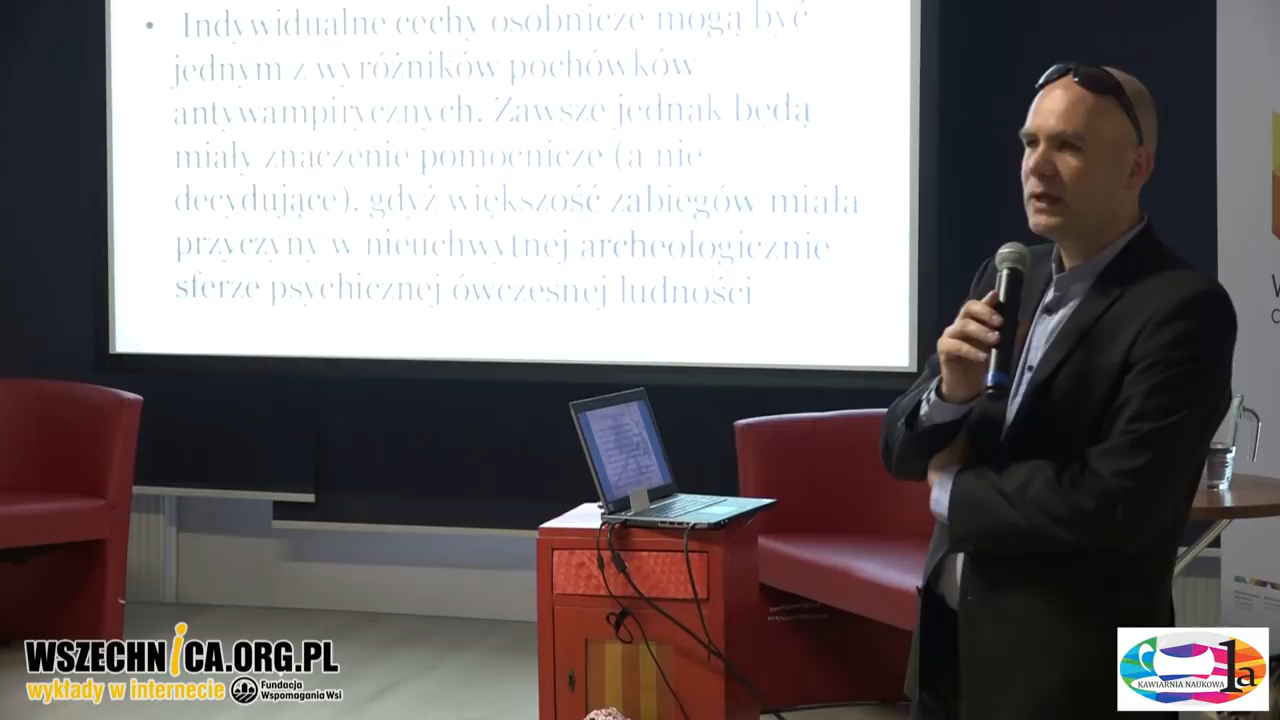 • Indywidualne cechy osobnicze mogą być
jednym z wyróżników pochówków
antywampirycznych. Zawsze jednak będą
miały znaczenie pomocnicze (a nie
decydujące), gdyż większość zabiegów miała
przyczyny w nieuchwytnej archeologicznie
sferze psychicznej ówczesnej ludności
WSZECHNICA.ORG.PL
wykłady w internecie
Fundacja
Wspomagania Wsi
KAWIARNIA NAUKOWA
1a